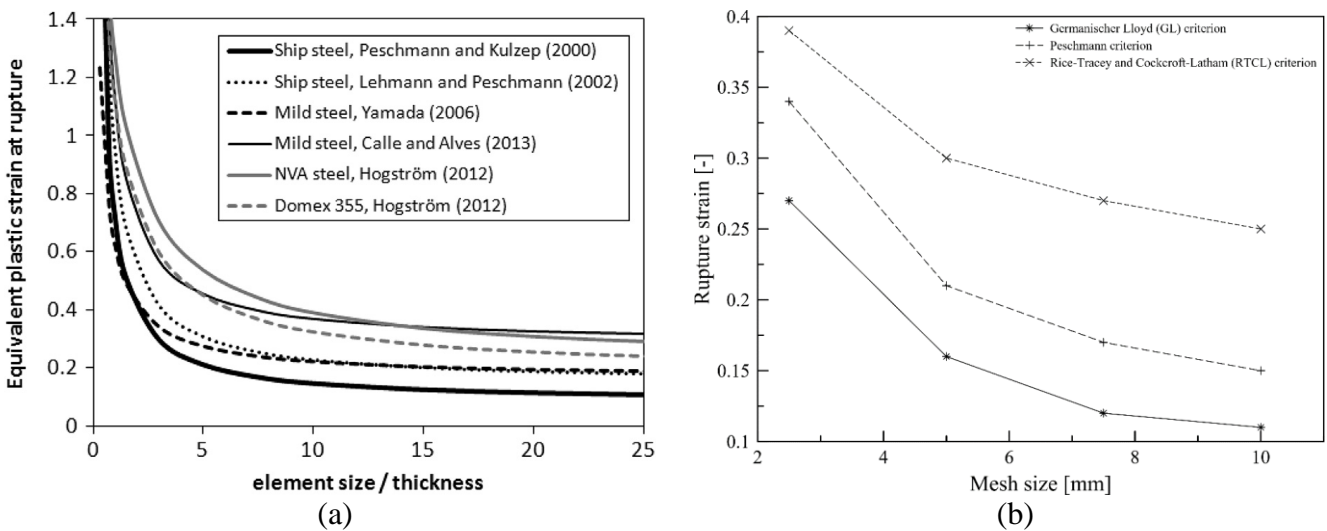 1.4
1.2
1
0.8
0.6
0.4
0.2
0
0
5
10
15
20
25
Equivalent plastic strain at rupture
element size / thickness
Ship steel, Peschmann and Kulzep (2000)
Ship steel, Lehmann and Peschmann (2002)
Mild steel, Yamada (2006)
Mild steel, Calle and Alves (2013)
NVA steel, Hogström (2012)
Domex 355, Hogström (2012)
(a)
0.4
0.35
0.3
0.25
0.2
0.15
0.1
2
4
6
8
10
Rupture strain [-]
Mesh size [mm]
Germanischer Lloyd (GL) criterion
Peschmann criterion
Rice-Tracey and Cockcroft-Latham (RTCL) criterion
(b)